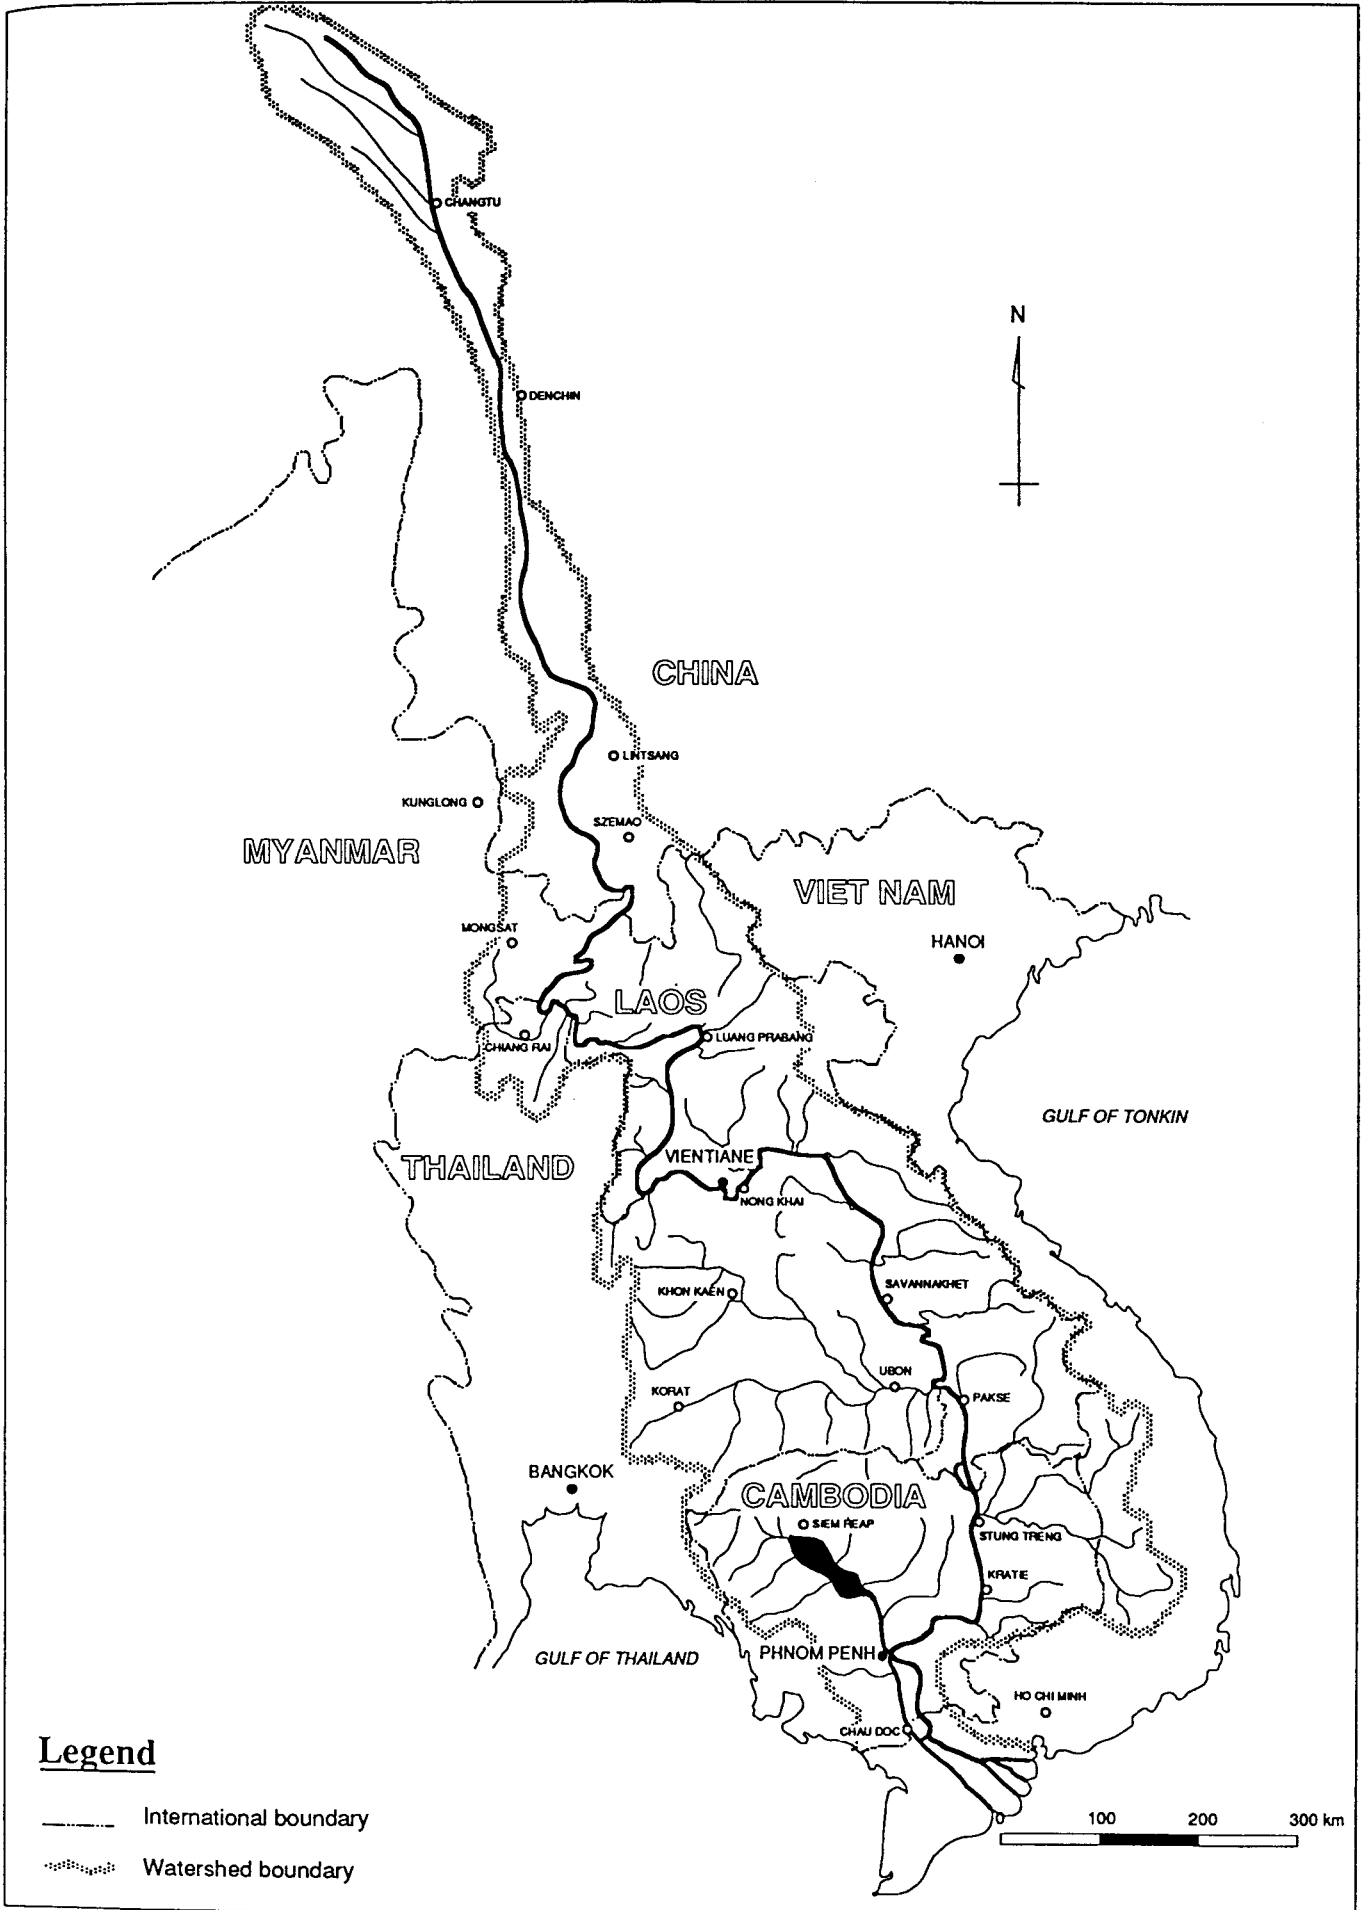 CHANGTU
N
DENCHIN
CHINA
LINTSANG
KUNGLONG
SZEMAO
MYANMAR
VIET NAM
MONGSAT
HANOI
LAOS
LUANG PRABANG
CHIANG RAI
GULF OF TONKIN
VIENTIANE
THAILAND
NONG KHAI
SAVANNAKHET
KHON KAEN
UBON
KORAT
PAKSE
BANGKOK
CAMBODIA
SIEM REAP
STUNG TRENG
KRATIE
GULF OF THAILAND
PHNOM PENH
HO CHI MINH
CHAU DOC
Legend
International boundary
Watershed boundary
0 100 200 300 km